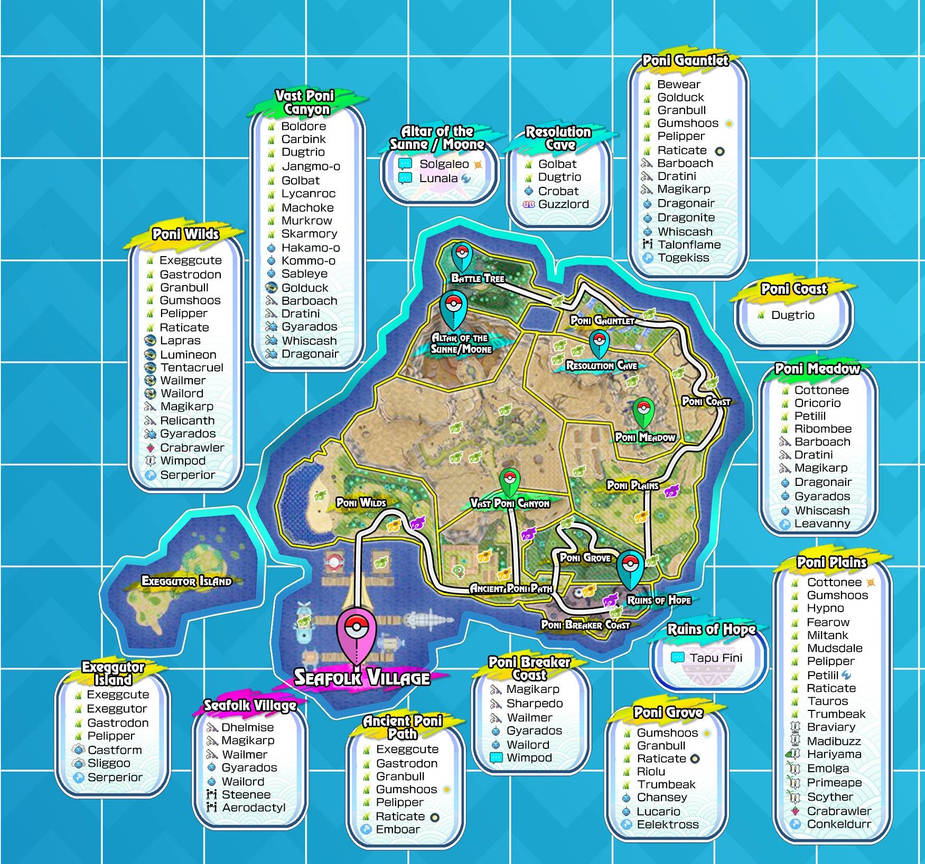 Poni Gauntlet
Bewear
Golduck
Granbull
Gumshoos
Pelipper
Raticate
Barboach
Dratini
Magikarp
Dragonair
Dragonite
Whiscash
Talonflame
Togekiss
Vast Poni
Canyon
Boldore
Carbink
Dugtrio
Jangmo-o
Golbat
Lycanroc
Machoke
Murkrow
Skarmory
Hakamo-o
Kommo-o
Sableye
Golduck
Barboach
Dratini
Gyarados
Whiscash
Dragonair
Altar of the
Sunne / Moone
Solgaleo
Lunala
Resolution
Cave
Golbat
Dugtrio
Crobat
Guzzlord
Poni Wilds
Exeggcute
Gastrodon
Granbull
Gumshoos
Pelipper
Raticate
Lapras
Lumineon
Tentacruel
Wailmer
Wailord
Magikarp
Relicanth
Gyarados
Crabrawler
Wimpod
Serperior
Poni Coast
Dugtrio
Poni Meadow
Cottonee
Oricorio
Petilil
Ribombee
Barboach
Dratini
Magikarp
Dragonair
Gyarados
Whiscash
Leavanny
Battle Tree
Poni Gauntlet
Altar of the
Sunne/Moone
Resolution Cave
Poni Coast
Poni Meadow
Poni Plains
Poni Wilds
Vast Poni Canyon
Poni Grove
Exeggutor Island
Ancient Poni Path
Ruins of Hope
Poni Breaker Coast
Seafolk Village
Poni Plains
Cottonee
Gumshoos
Hypno
Fearow
Miltank
Mudsdale
Pelipper
Petilil
Raticate
Tauros
Trumbeak
Braviary
Madibuzz
Hariyama
Emolga
Primeape
Scyther
Crabrawler
Conkeldurr
Ruins of Hope
Tapu Fini
Exeggutor
Island
Exeggcute
Exeggutor
Gastrodon
Pelipper
Castform
Sliggoo
Serperior
Seafolk Village
Dhelmise
Magikarp
Wailmer
Gyarados
Wailord
Steenee
Aerodactyl
Ancient Poni
Path
Exeggcute
Gastrodon
Granbull
Gumshoos
Pelipper
Raticate
Emboar
Poni Breaker
Coast
Magikarp
Sharpedo
Wailmer
Gyarados
Wailord
Wimpod
Poni Grove
Gumshoos
Granbull
Raticate
Riolu
Trumbeak
Chansey
Lucario
Eelektross